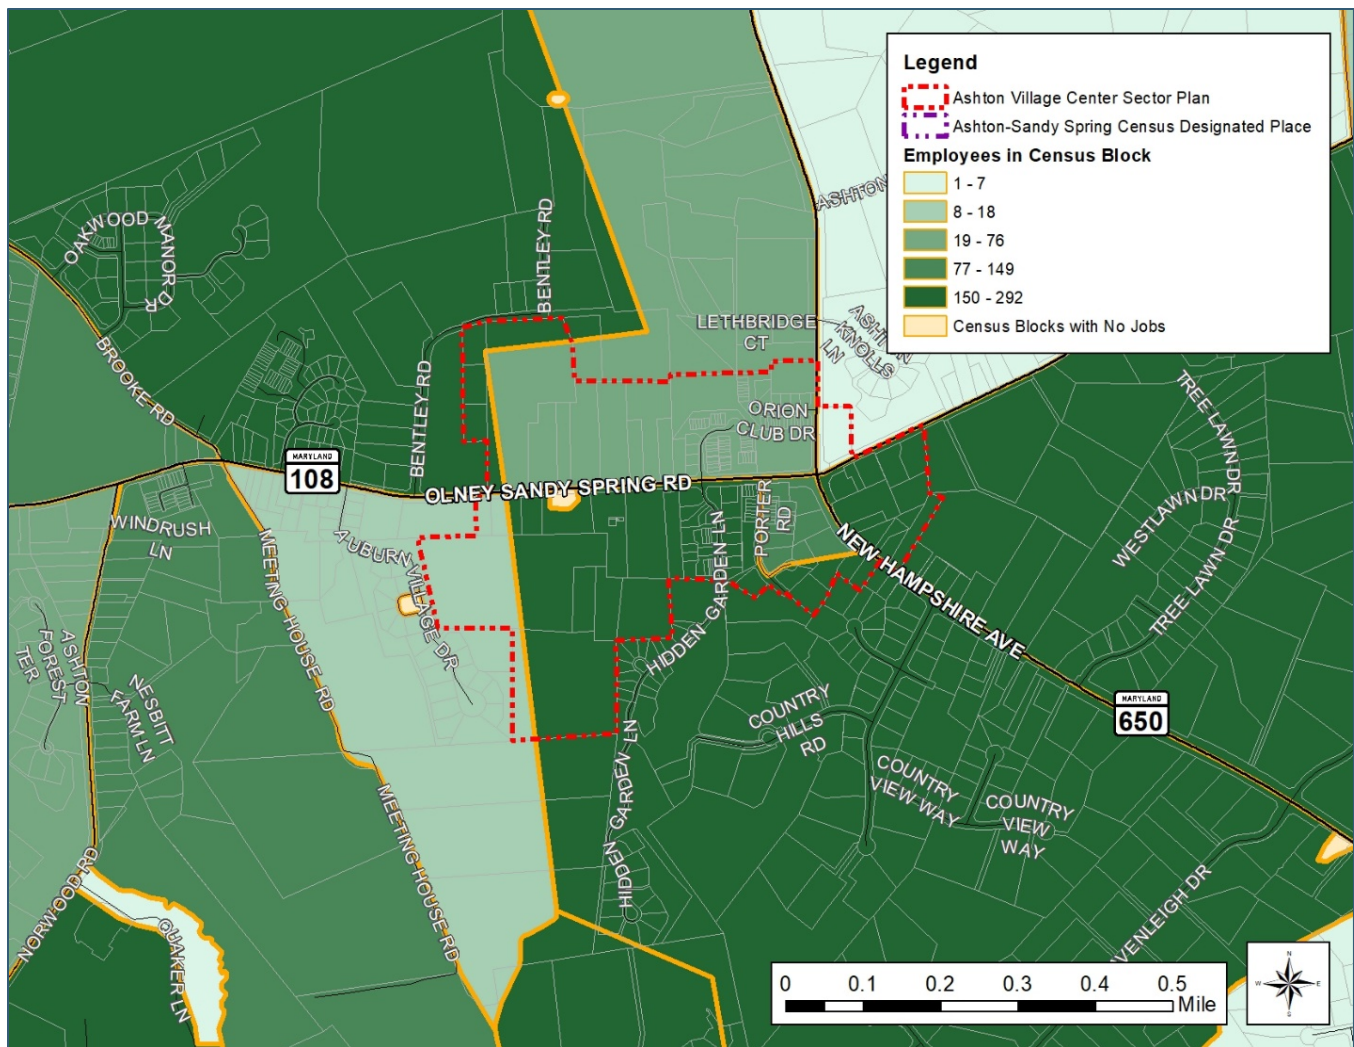 Legend
Ashton Village Center Sector Plan
Ashton-Sandy Spring Census Designated Place
Employees in Census Block
1 - 7
8 - 18
19 - 76
77 - 149
150 - 292
Census Blocks with No Jobs
ASHTON
OAKWOOD
MANOR DR
BENTLEY RD
LETHBRIDGE
CT
ASHTON
KNOLLS
LN
BROOKE RD
BENTLEY RD
ORION
CLUB DR
TREE LAWN DR
MARYLAND
108
OLNEY SANDY SPRING RD
WINDRUSH
LN
PORTER
RD
WESTLAWN DR
AUBURN VILLAGE DR
MEETING HOUSE RD
NEW HAMPSHIRE AVE
TREE LAWN DR
HIDDEN GARDEN LN
ASHTON
FOREST
TER
NESBITT
FARM LN
COUNTRY
HILLS
RD
MARYLAND
650
HIDDEN GARDEN LN
COUNTRY
VIEW WAY
COUNTRY
VIEW
WAY
MEETING HOUSE RD
NORWOOD RD
QUAKER LN
VENLEIGH DR
0 0.1 0.2 0.3 0.4 0.5
Mile
N
W E
S